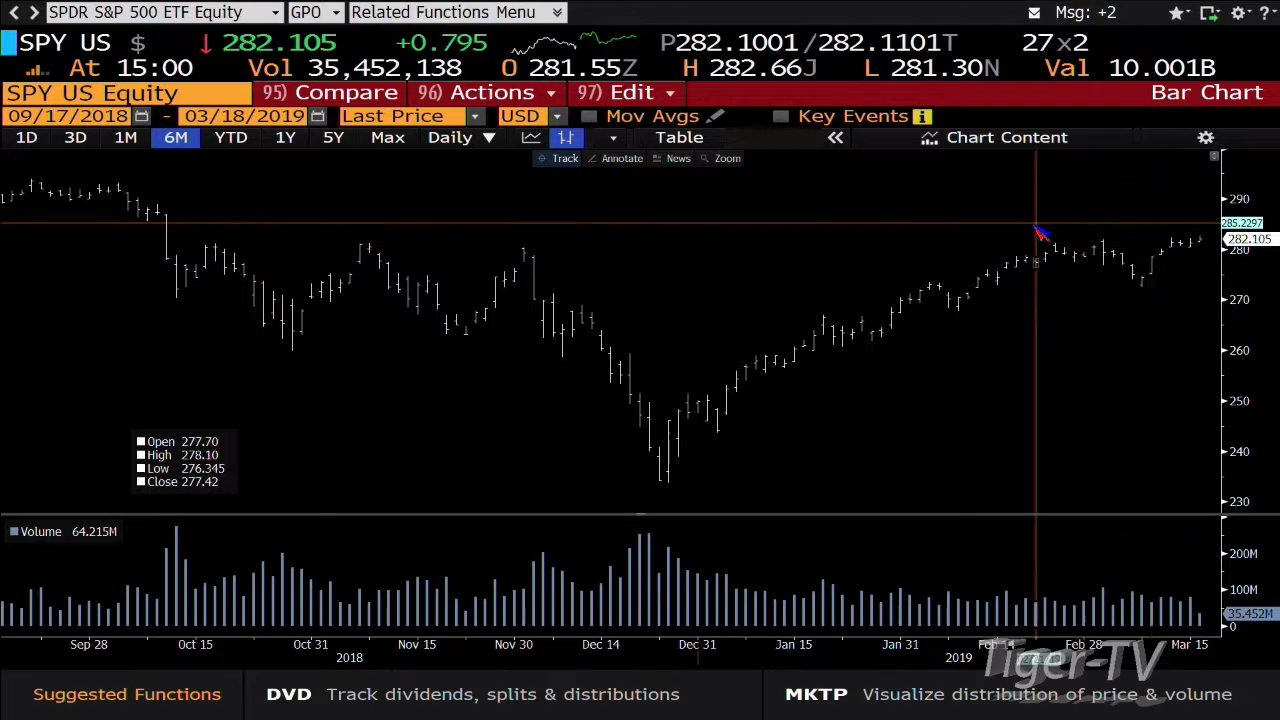 SPDR S&P 500 ETF Equity GPO Related Functions Menu Msg: +2 ?
SPY US $ 282.105 +0.795 P282.1001/282.1101T 27x2
At 15:00 Vol 35,452,138 O 281.55Z H 282.66J L 281.30N Val 10.001B
SPY US Equity 95) Compare 96) Actions 97) Edit Bar Chart
09/17/2018 - 03/18/2019 Last Price USD Mov Avgs Key Events i
1D 3D 1M 6M YTD 1Y 5Y Max Daily Table Chart Content
Track Annotate News Zoom
290
285.2297
282.105
280
270
260
250
240
230
Open 277.70
High 278.10
Low 276.345
Close 277.42
Volume 64.215M
200M
100M
35.452M
0
Sep 28 Oct 15 Oct 31 Nov 15 Nov 30 Dec 14 Dec 31 Jan 15 Jan 31 Feb 14 Feb 28 Mar 15
2018 2019
Tiger-TV
Suggested Functions DVD Track dividends, splits & distributions MKTP Visualize distribution of price & volume